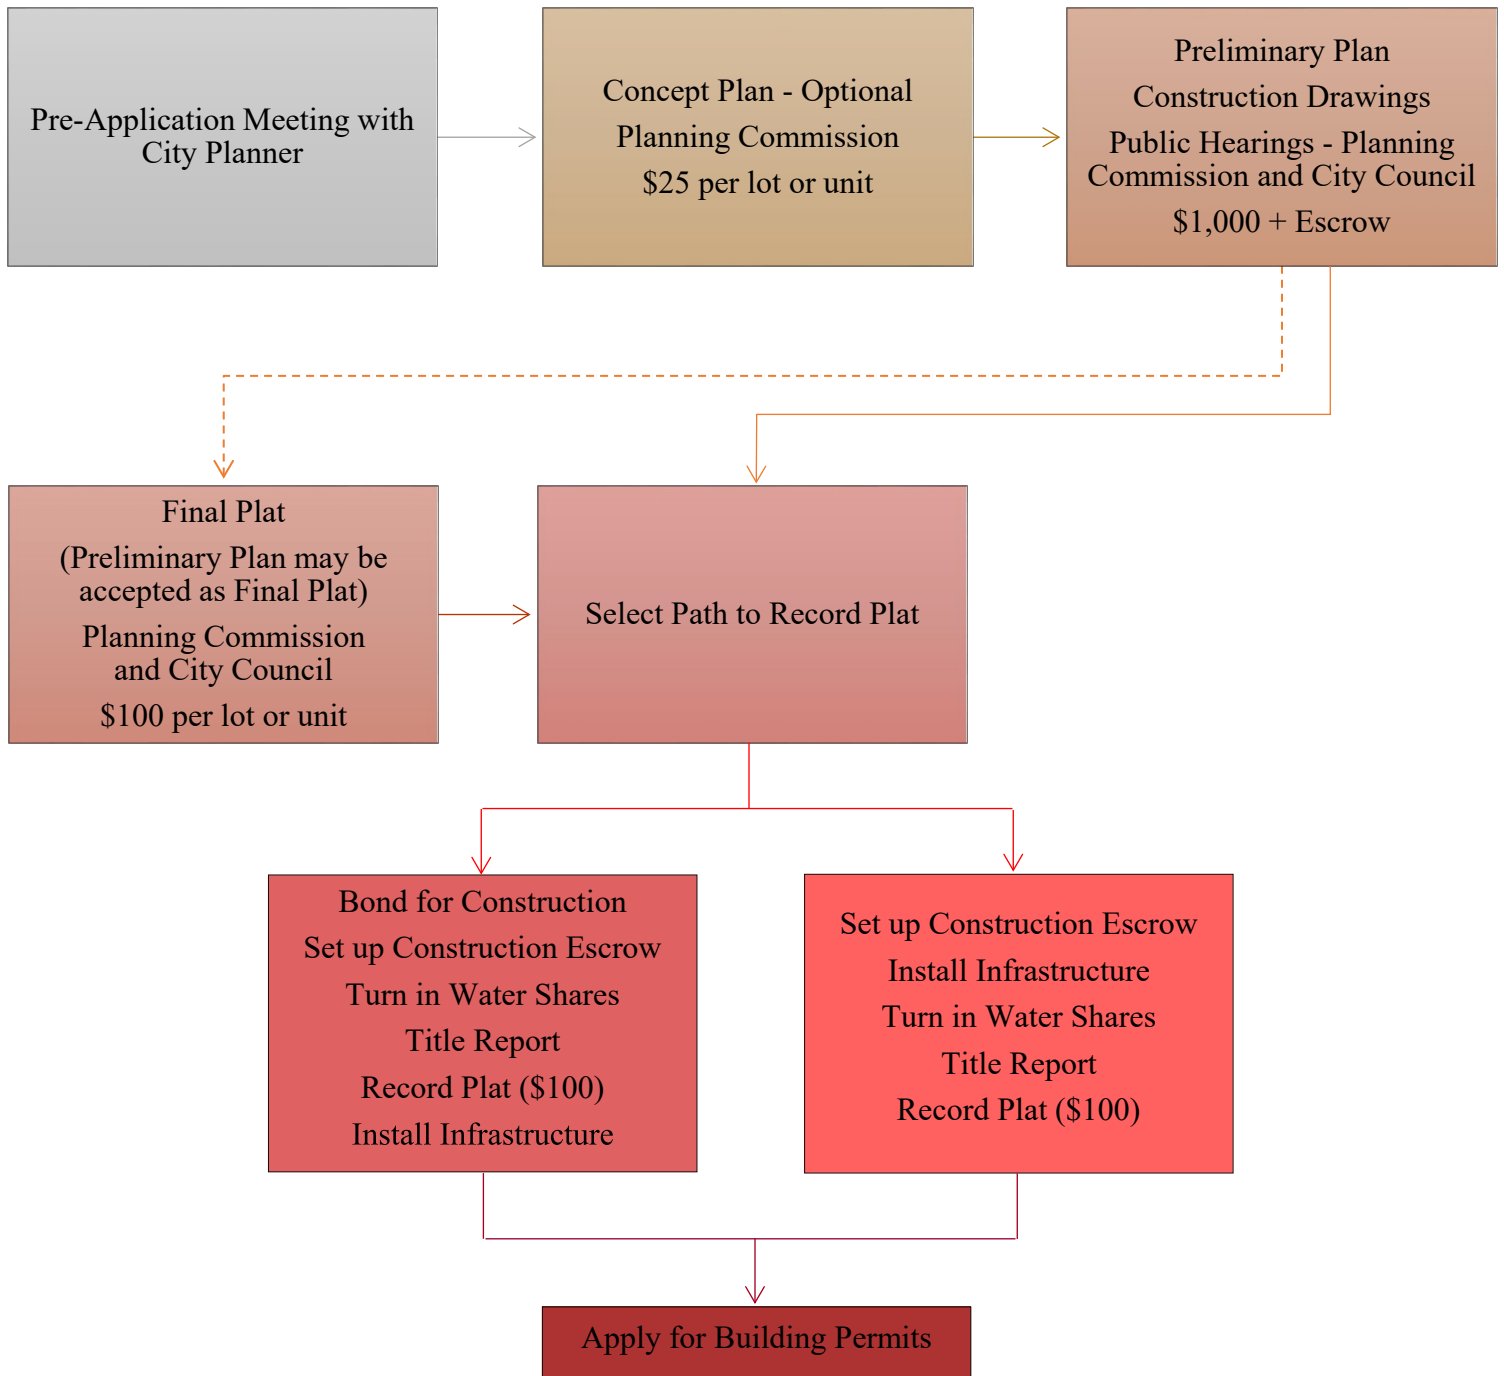 Pre-Application Meeting with
City Planner
Concept Plan - Optional
Planning Commission
$25 per lot or unit
Preliminary Plan
Construction Drawings
Public Hearings - Planning
Commission and City Council
$1,000 + Escrow
Final Plat
(Preliminary Plan may be
accepted as Final Plat)
Planning Commission
and City Council
$100 per lot or unit
Select Path to Record Plat
Bond for Construction
Set up Construction Escrow
Turn in Water Shares
Title Report
Record Plat ($100)
Install Infrastructure
Set up Construction Escrow
Install Infrastructure
Turn in Water Shares
Title Report
Record Plat ($100)
Apply for Building Permits